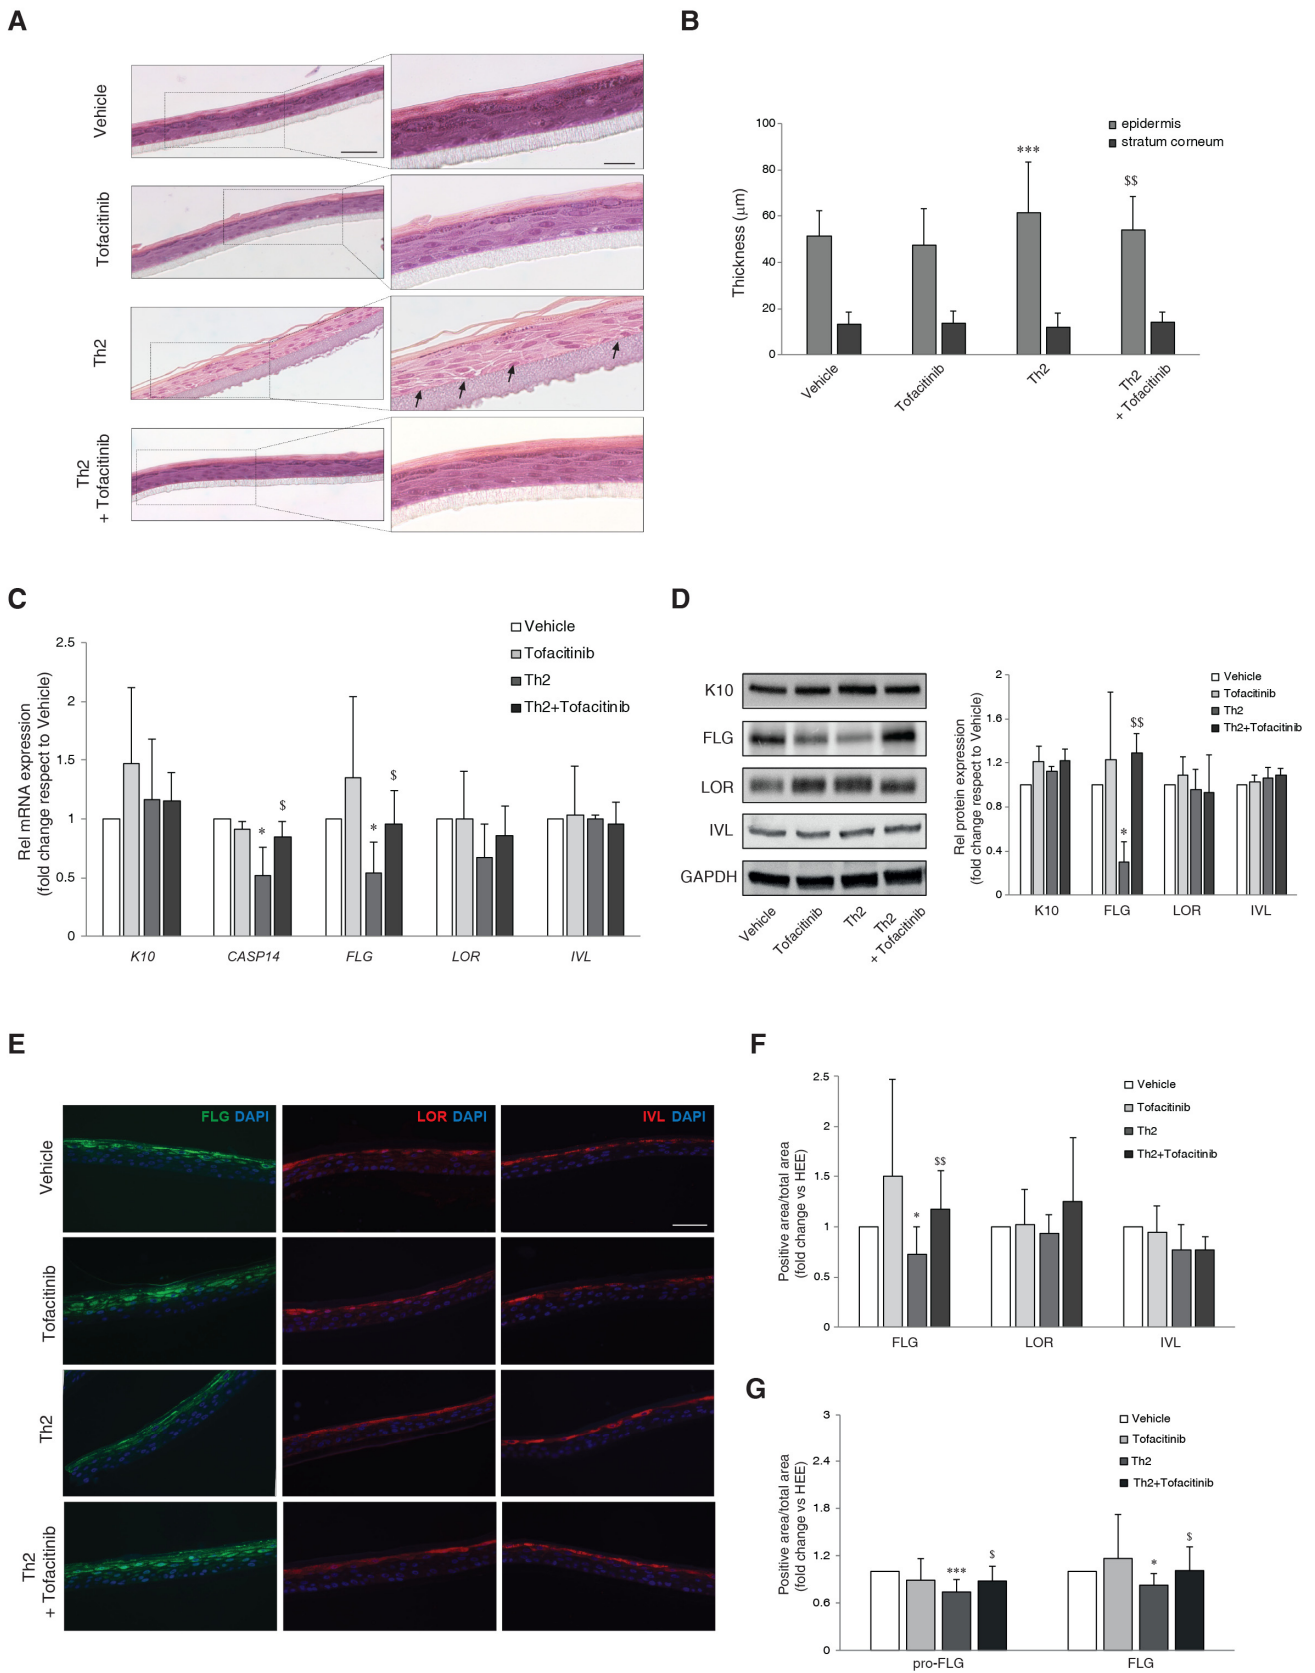 A
Vehicle
Tofacitinib
Th2
Th2
+ Tofacitinib
B
Thickness (µm)
100
80
60
40
20
0
epidermis
stratum corneum
***
$$
Vehicle
Tofacitinib
Th2
Th2
+ Tofacitinib
C
Rel mRNA expression
(fold change respect to Vehicle)
2.5
2
1.5
1
0.5
0
Vehicle
Tofacitinib
Th2
Th2+Tofacitinib
*
$
*
$
K10
CASP14
FLG
LOR
IVL
D
K10
FLG
LOR
IVL
GAPDH
Vehicle
Tofacitinib
Th2
Th2
+ Tofacitinib
Rel protein expression
(fold change respect to Vehicle)
2
1.6
1.2
0.8
0.4
0
Vehicle
Tofacitinib
Th2
Th2+Tofacitinib
*
$$
K10
FLG
LOR
IVL
E
FLG DAPI
LOR DAPI
IVL DAPI
Vehicle
Tofacitinib
Th2
Th2
+ Tofacitinib
F
Positive area/total area
(fold change vs HEE)
2.5
2
1.5
1
0.5
0
Vehicle
Tofacitinib
Th2
Th2+Tofacitinib
*
$$
FLG
LOR
IVL
G
Positive area/total area
(fold change vs HEE)
3
2.4
1.8
1.2
0.6
0
Vehicle
Tofacitinib
Th2
Th2+Tofacitinib
***
$
*
$
pro-FLG
FLG